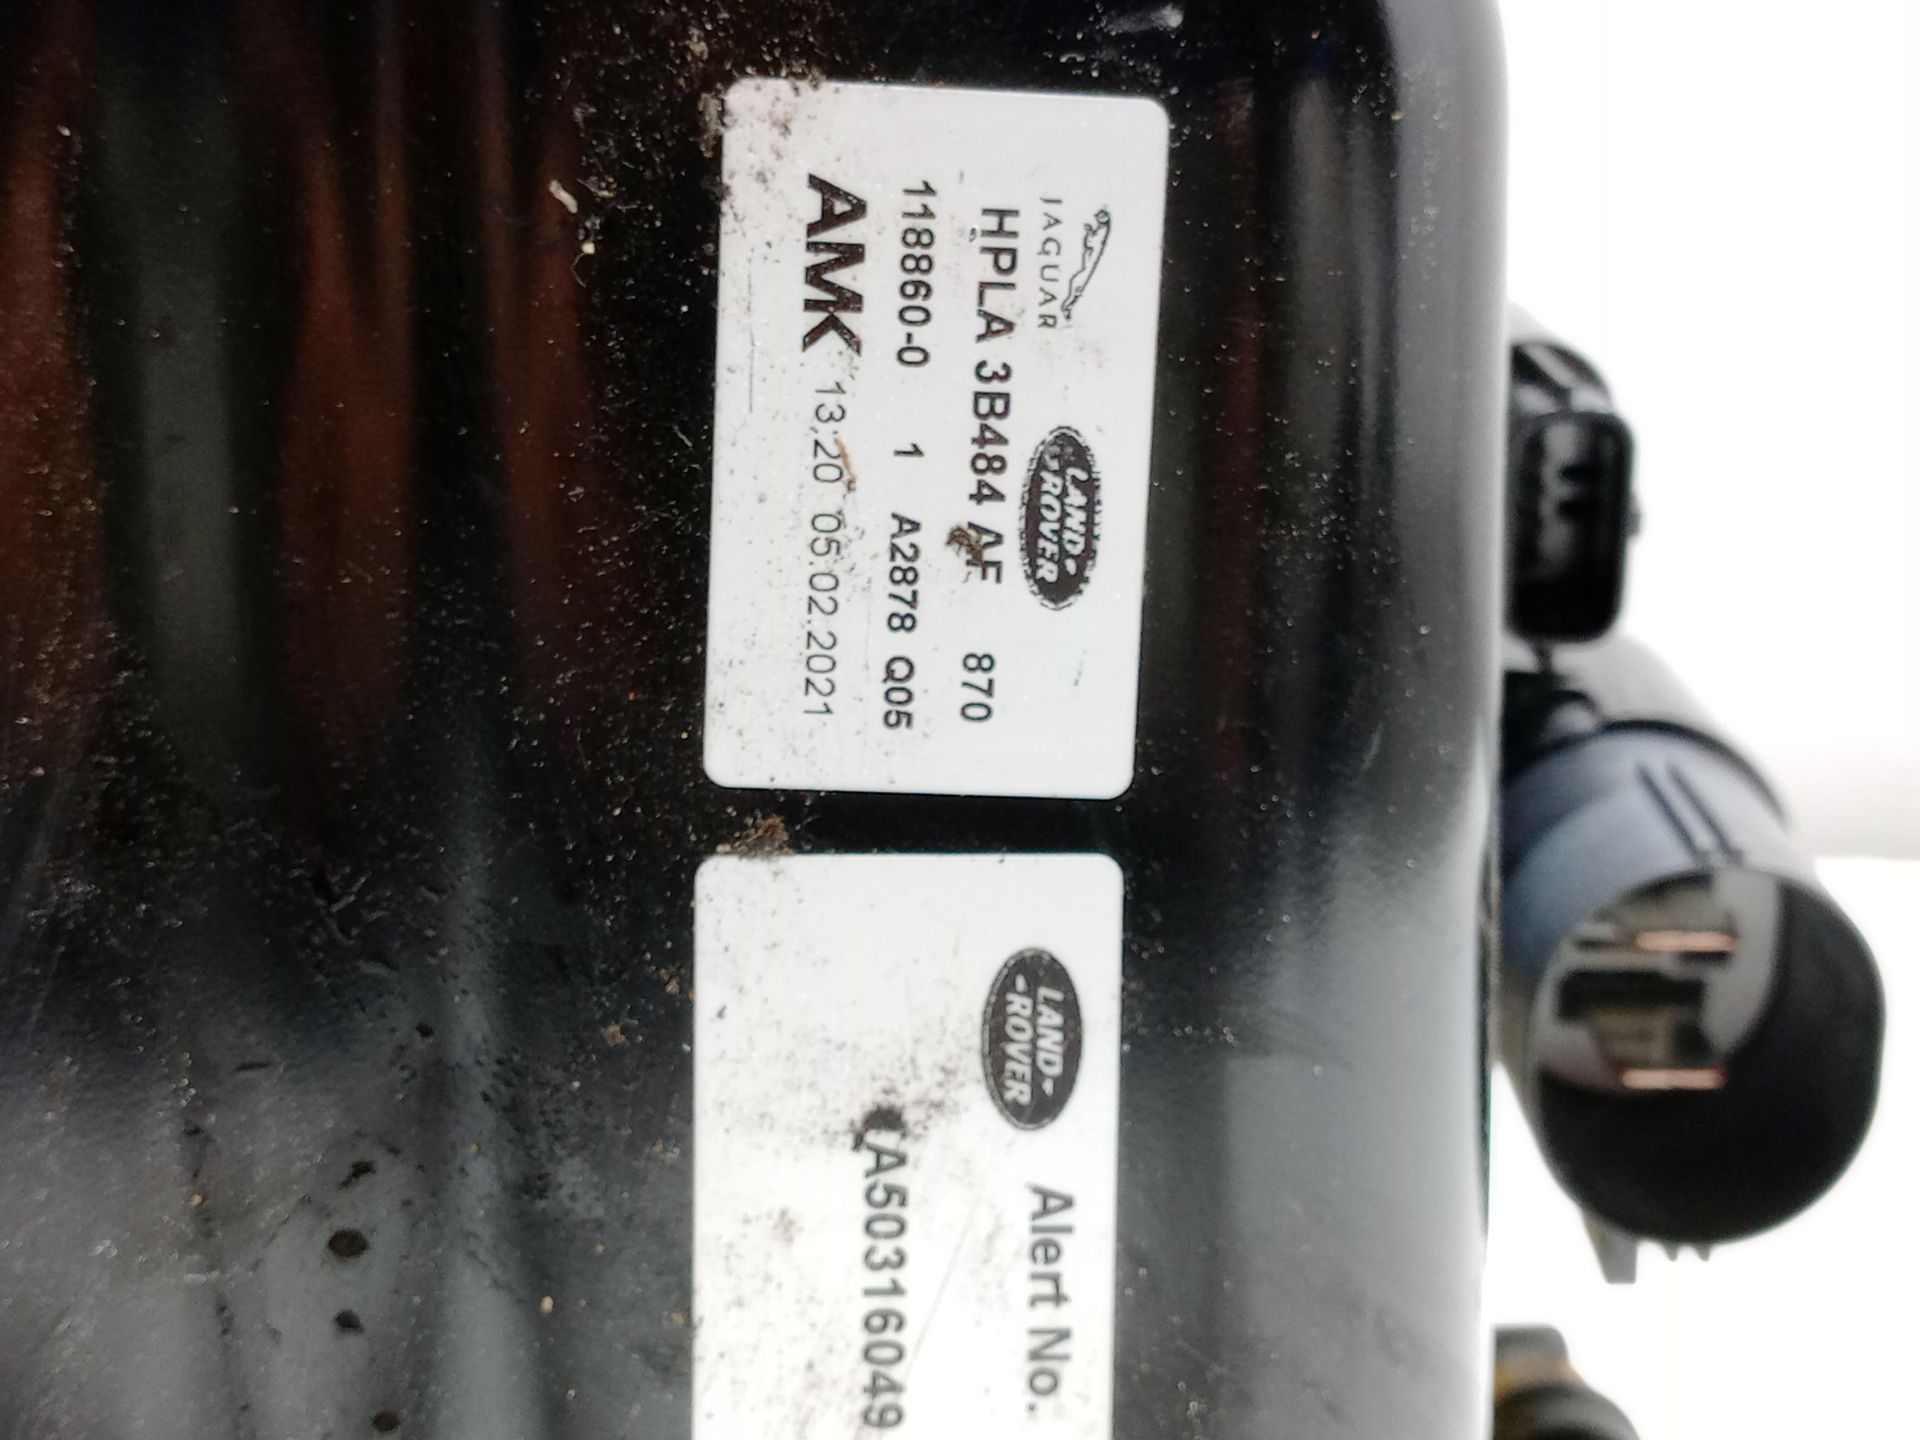 JAGUAR LAND ROVER
HPLA 3B484 AF 870
118860-0 1 A2878 Q05
AMK 13:20 05.02.2021
LAND ROVER Alert No.
A50316049